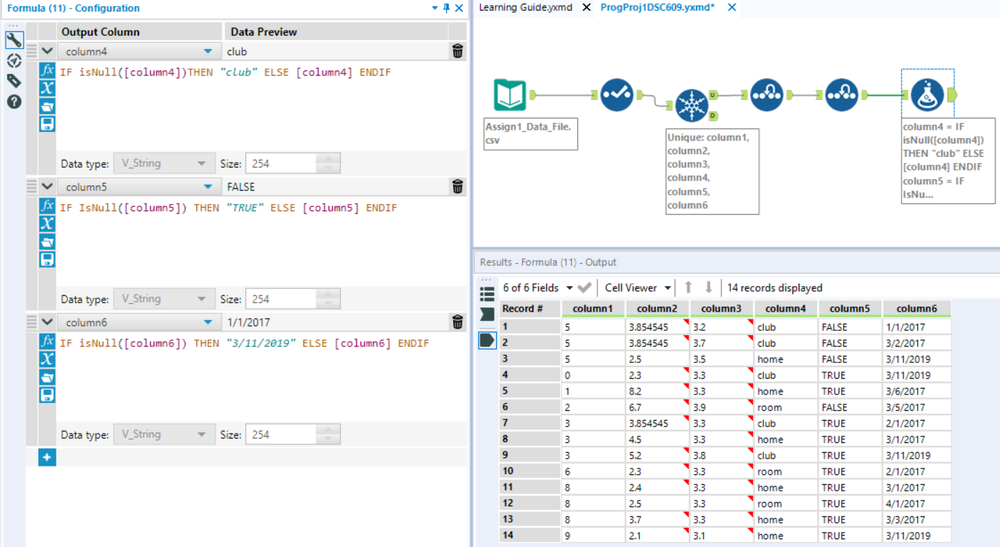 Formula (11) - Configuration
Output Column Data Preview
column4 club
IF isNull([column4])THEN "club" ELSE [column4] ENDIF
Data type: V_String Size: 254
column5 FALSE
IF IsNull([column5]) THEN "TRUE" ELSE [column5] ENDIF
Data type: V_String Size: 254
column6 1/1/2017
IF isNull([column6]) THEN "3/11/2019" ELSE [column6] ENDIF
Data type: V_String Size: 254
Learning Guide.yxmd ProgProj1DSC609.yxmd*
Assign1_Data_File.
csv
U
D
Unique: column1,
column2,
column3,
column4,
column5,
column6
column4 = IF
isNull([column4])
THEN "club" ELSE
[column4] ENDIF
column5 = IF
IsNu...
Results - Formula (11) - Output
6 of 6 Fields Cell Viewer 14 records displayed
Record # column1 column2 column3 column4 column5 column6
1 5 3.854545 3.2 club FALSE 1/1/2017
2 5 3.854545 3.7 club FALSE 3/2/2017
3 5 2.5 3.5 home FALSE 3/11/2019
4 0 2.3 3.3 club TRUE 3/11/2019
5 1 8.2 3.3 home TRUE 3/6/2017
6 2 6.7 3.9 room FALSE 3/5/2017
7 3 3.854545 3.3 club TRUE 2/1/2017
8 3 4.5 3.3 home TRUE 3/1/2017
9 3 5.2 3.8 club TRUE 3/11/2019
10 6 2.3 3.3 room TRUE 2/1/2017
11 8 2.4 3.3 home TRUE 3/1/2017
12 8 2.5 3.3 room TRUE 4/1/2017
13 8 3.7 3.3 home TRUE 3/3/2017
14 9 2.1 3.1 home TRUE 3/11/2019